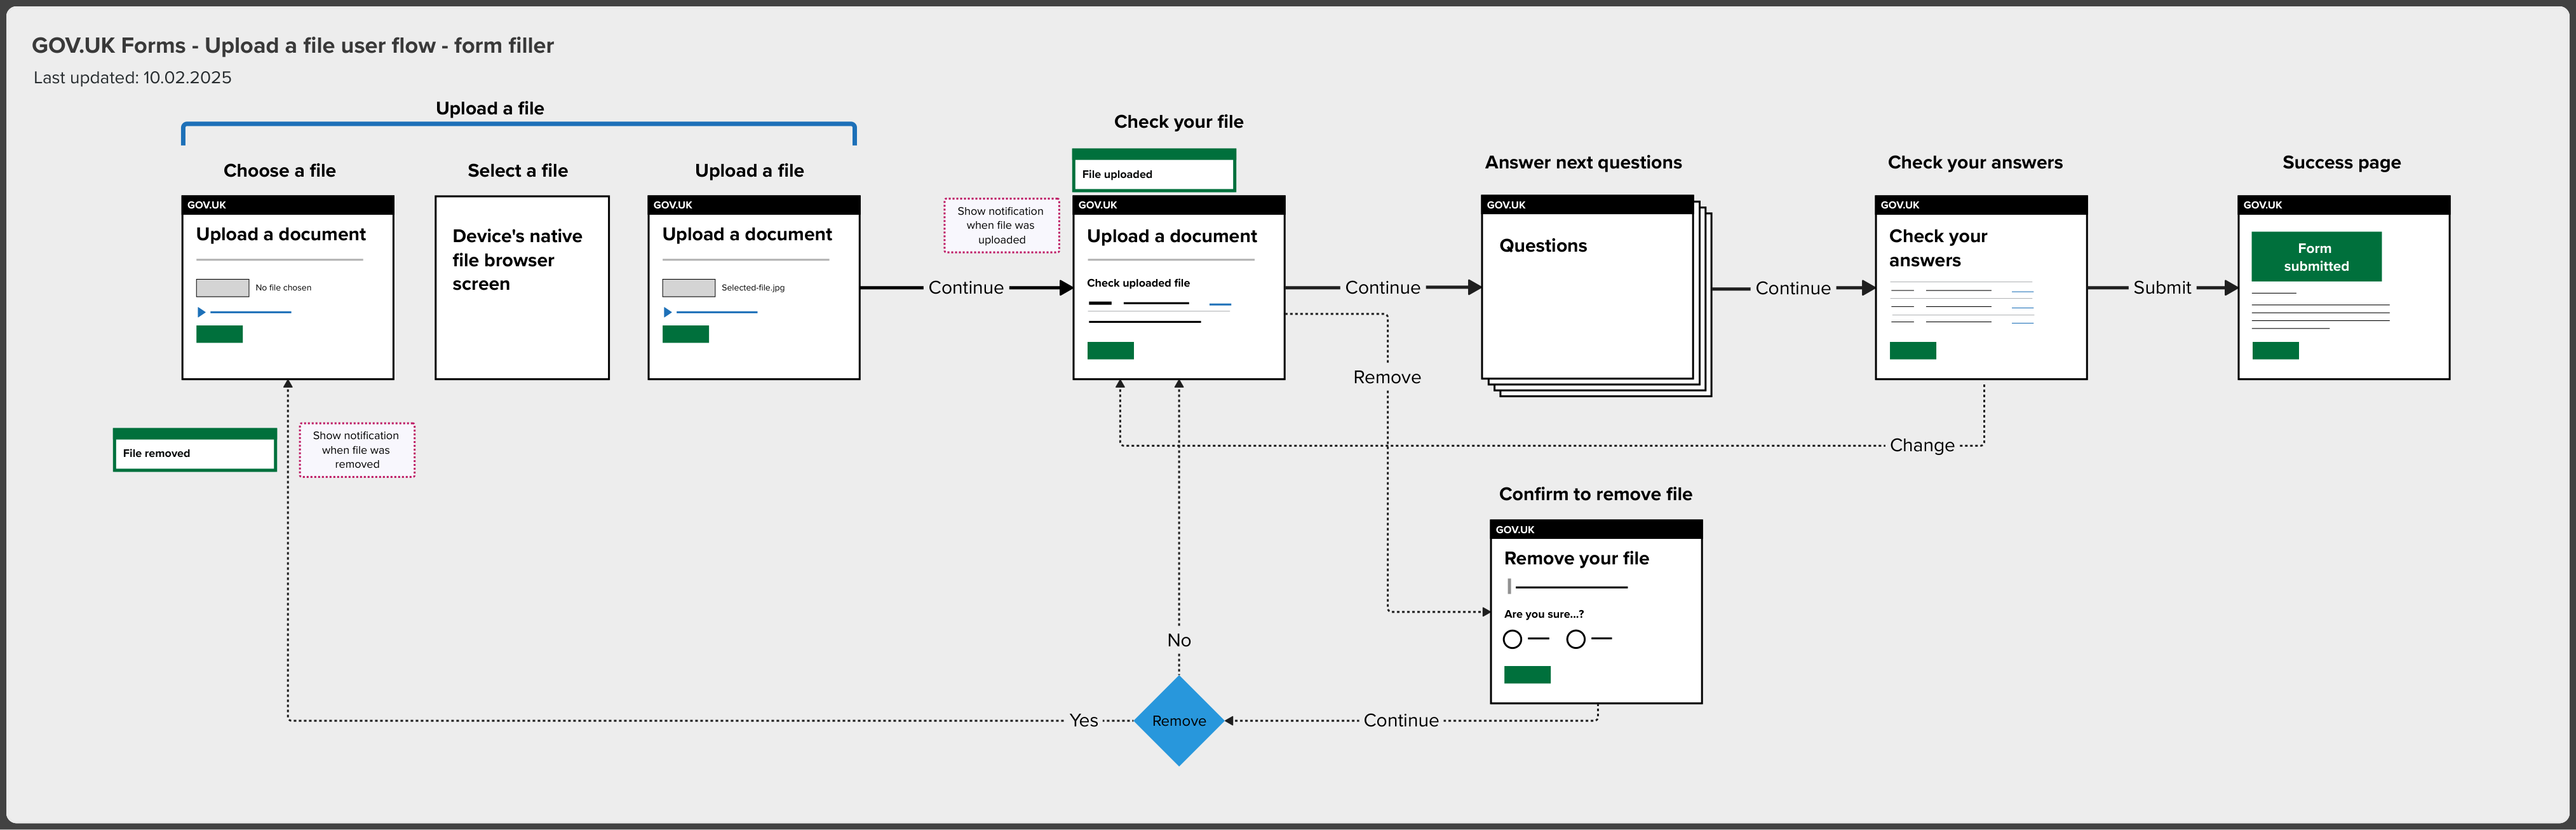 GOV.UK Forms - Upload a file user flow - form filler
Last updated: 10.02.2025
Upload a file
Choose a file
Select a file
Upload a file
GOV.UK
Upload a document
No file chosen
Device's native
file browser
screen
GOV.UK
Upload a document
Selected-file.jpg
Continue
Check your file
File uploaded
Show notification
when file was
uploaded
GOV.UK
Upload a document
Check uploaded file
Continue
Remove
Answer next questions
GOV.UK
Questions
Continue
Check your answers
GOV.UK
Check your
answers
Submit
Success page
GOV.UK
Form
submitted
Change
File removed
Show notification
when file was
removed
Confirm to remove file
GOV.UK
Remove your file
Are you sure...?
No
Yes
Remove
Continue